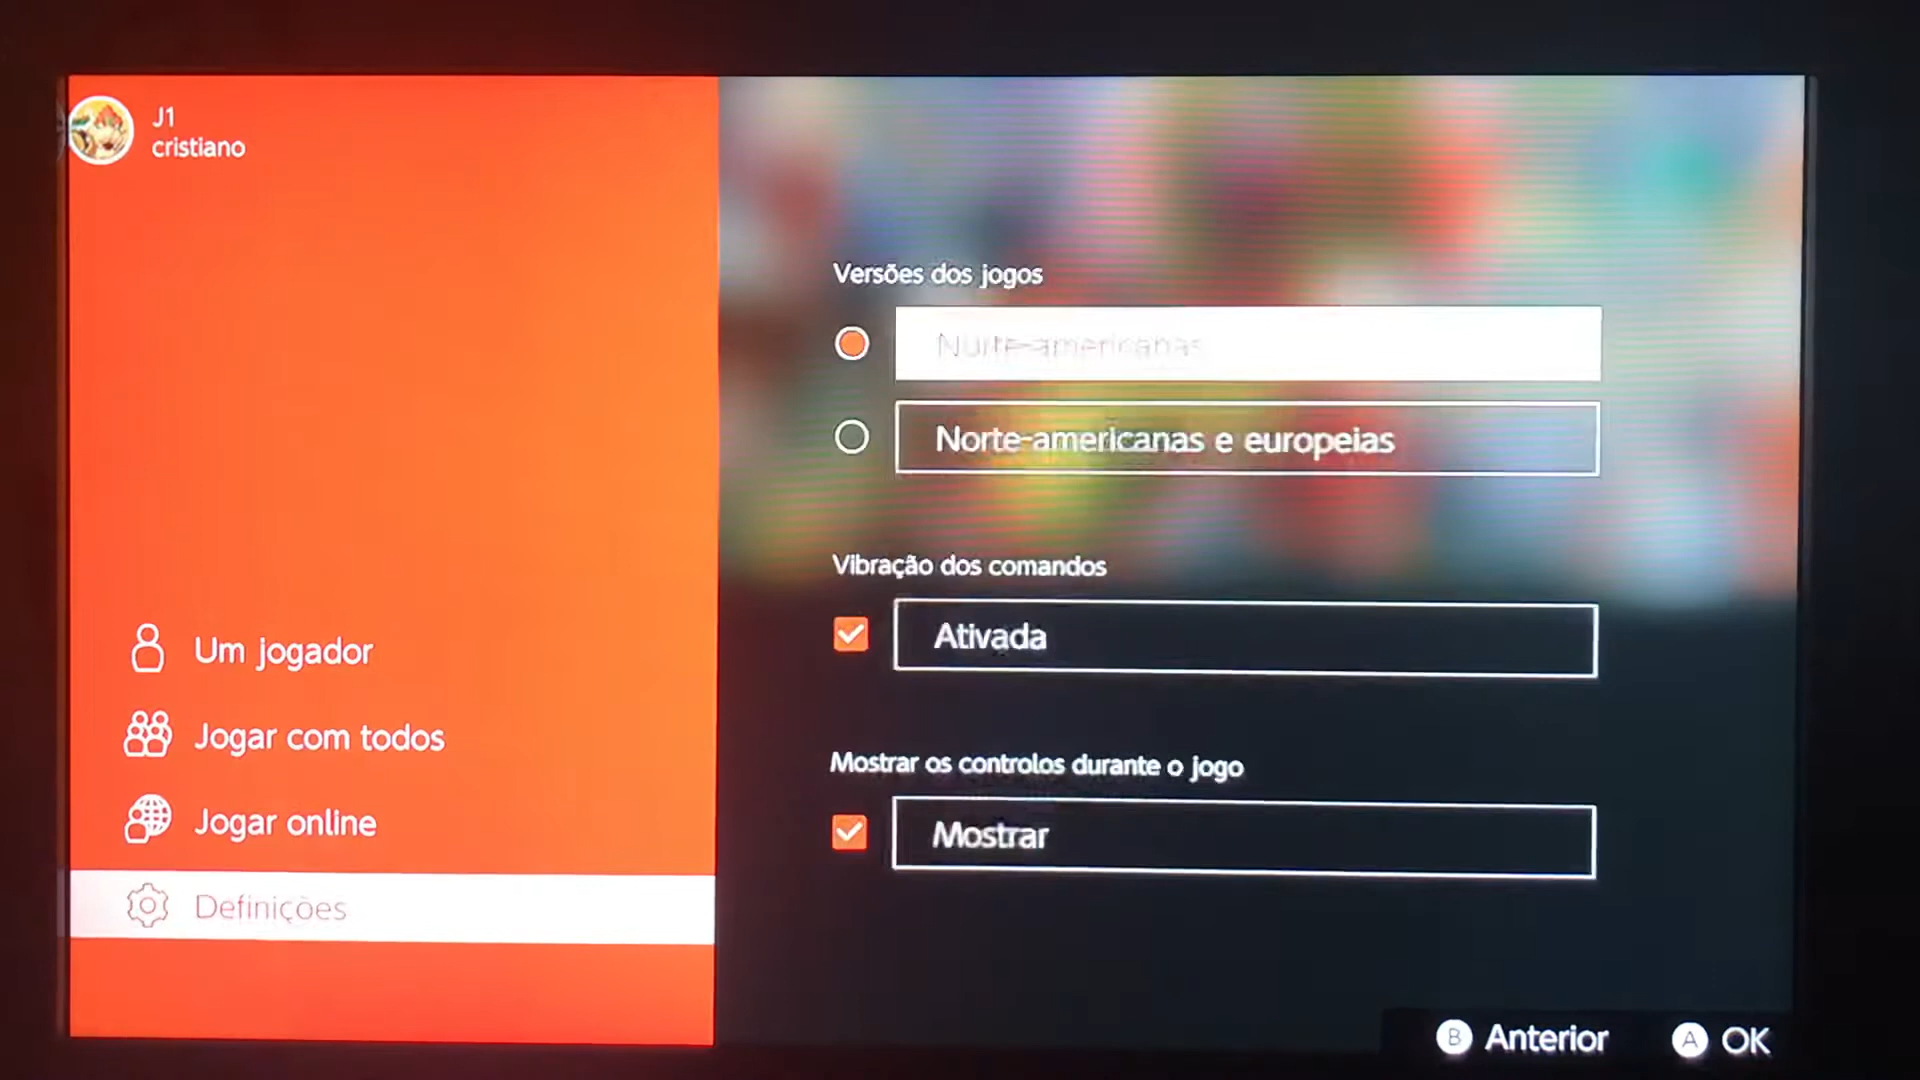 J1
cristiano
Um jogador
Jogar com todos
Jogar online
Definições
Versões dos jogos
Norte-americanas
Norte-americanas e europeias
Vibração dos comandos
Ativada
Mostrar os controlos durante o jogo
Mostrar
B Anterior
A OK